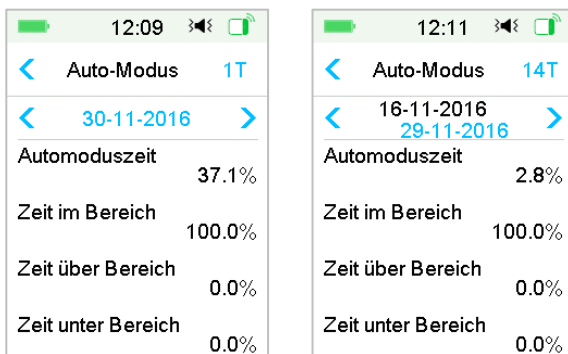 12:09
Auto-Modus 1T
30-11-2016
Automoduszeit
37.1%
Zeit im Bereich
100.0%
Zeit über Bereich
0.0%
Zeit unter Bereich
0.0%
12:11
Auto-Modus 14T
16-11-2016
29-11-2016
Automoduszeit
2.8%
Zeit im Bereich
100.0%
Zeit über Bereich
0.0%
Zeit unter Bereich
0.0%